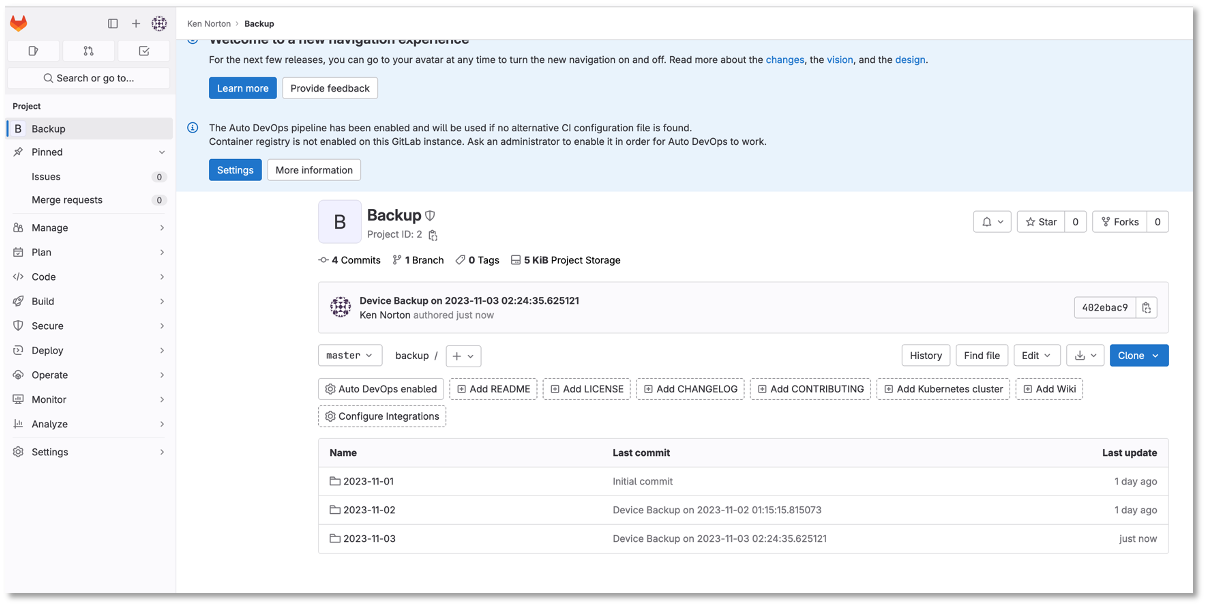 Ken Norton › Backup
Search or go to...
Project
B Backup
Pinned
Issues 0
Merge requests 0
Manage
Plan
Code
Build
Secure
Deploy
Operate
Monitor
Analyze
Settings
Welcome to a new navigation experience
For the next few releases, you can go to your avatar at any time to turn the new navigation on and off. Read more about the changes, the vision, and the design.
Learn more Provide feedback
The Auto DevOps pipeline has been enabled and will be used if no alternative CI configuration file is found.
Container registry is not enabled on this GitLab instance. Ask an administrator to enable it in order for Auto DevOps to work.
Settings More information
B
Backup
Project ID: 2
Star 0 Forks 0
4 Commits 1 Branch 0 Tags 5 KiB Project Storage
Device Backup on 2023-11-03 02:24:35.625121
Ken Norton authored just now
402ebac9
master backup / + History Find file Edit Clone
Auto DevOps enabled Add README Add LICENSE Add CHANGELOG Add CONTRIBUTING Add Kubernetes cluster Add Wiki
Configure Integrations
Name Last commit Last update
2023-11-01 Initial commit 1 day ago
2023-11-02 Device Backup on 2023-11-02 01:15:15.815073 1 day ago
2023-11-03 Device Backup on 2023-11-03 02:24:35.625121 just now